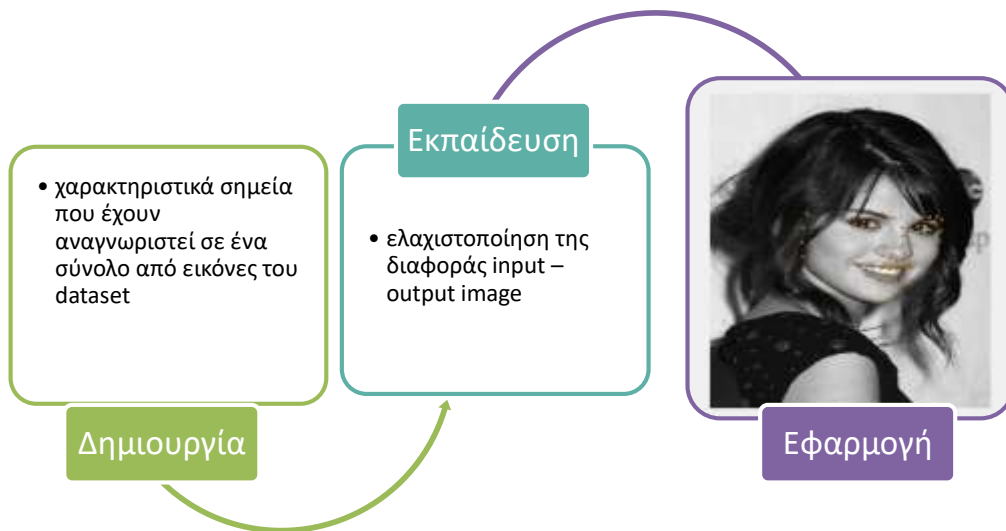 • χαρακτηριστικά σημεία
που έχουν
αναγνωριστεί σε ένα
σύνολο από εικόνες του
dataset
Δημιουργία
Εκπαίδευση
• ελαχιστοποίηση της
διαφοράς input –
output image
Εφαρμογή